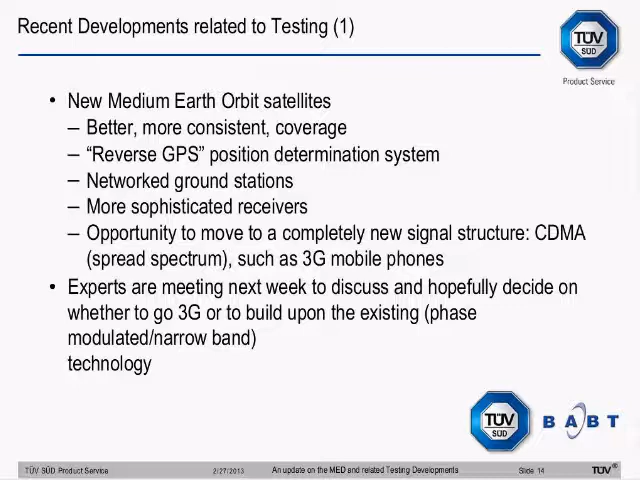 Recent Developments related to Testing (1)
TÜV
SÜD
Product Service
• New Medium Earth Orbit satellites
– Better, more consistent, coverage
– “Reverse GPS” position determination system
– Networked ground stations
– More sophisticated receivers
– Opportunity to move to a completely new signal structure: CDMA
(spread spectrum), such as 3G mobile phones
• Experts are meeting next week to discuss and hopefully decide on
whether to go 3G or to build upon the existing (phase
modulated/narrow band)
technology
TÜV
SÜD
BABT
TÜV SÜD Product Service 2/27/2013 An update on the MED and related Testing Developments Slide 14 TÜV®